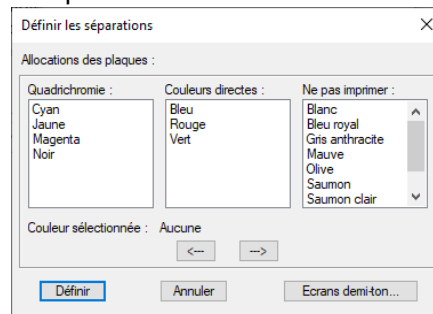 Définir les séparations
Allocations des plaques :
Quadrichromie :
Cyan
Jaune
Magenta
Noir
Couleurs directes :
Bleu
Rouge
Vert
Ne pas imprimer :
Blanc
Bleu royal
Gris anthracite
Mauve
Olive
Saumon
Saumon clair
Couleur sélectionnée : Aucune
<--- --->
Définir Annuler Ecrans demi-ton...